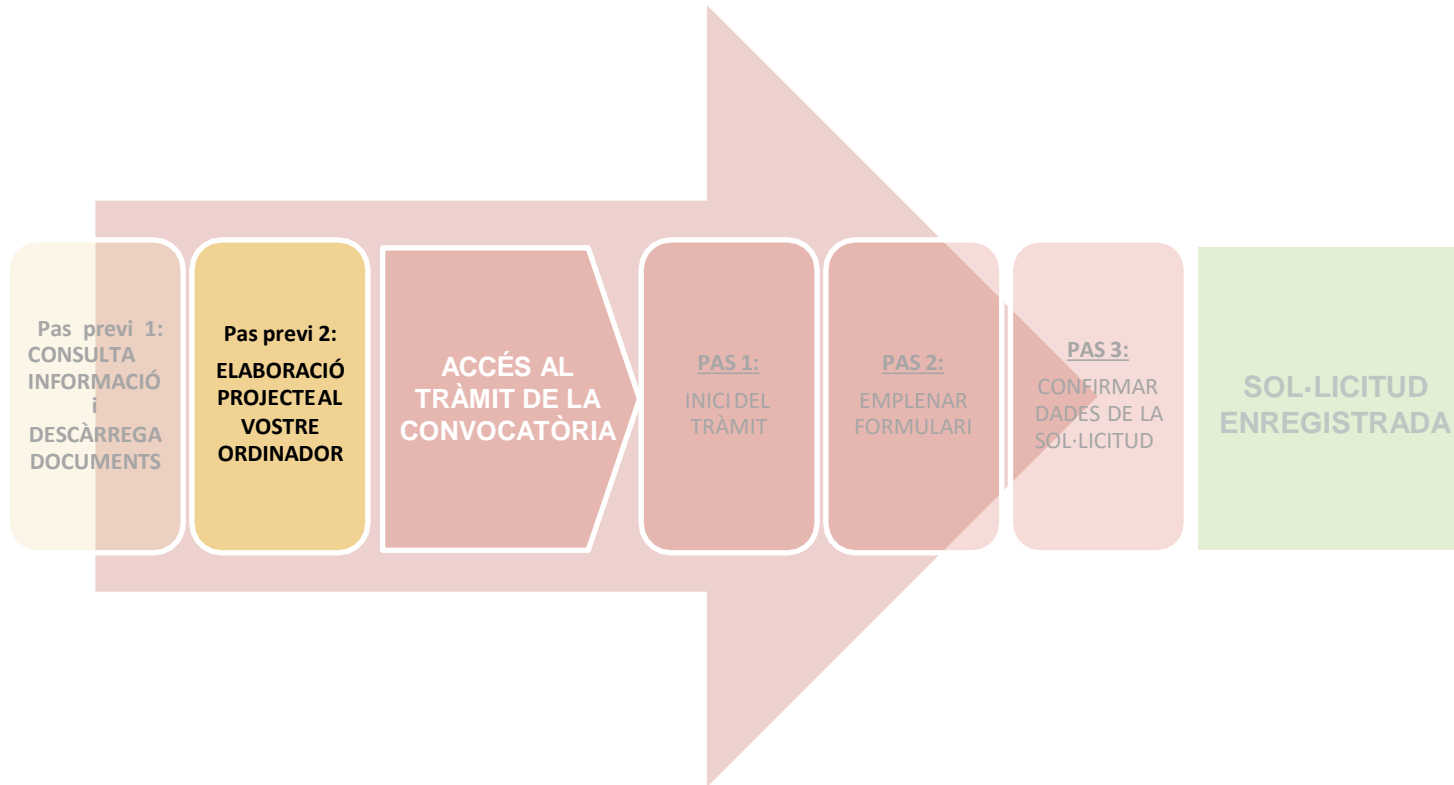 Pas previ 1:
CONSULTA
INFORMACIÓ
i
DESCÀRREGA
DOCUMENTS
Pas previ 2:
ELABORACIÓ
PROJECTE AL
VOSTRE
ORDINADOR
ACCÉS AL
TRÀMIT DE LA
CONVOCATÒRIA
PAS 1:
INICI DEL
TRÀMIT
PAS 2:
EMPLENAR
FORMULARI
PAS 3:
CONFIRMAR
DADES DE LA
SOL·LICITUD
SOL·LICITUD
ENREGISTRADA